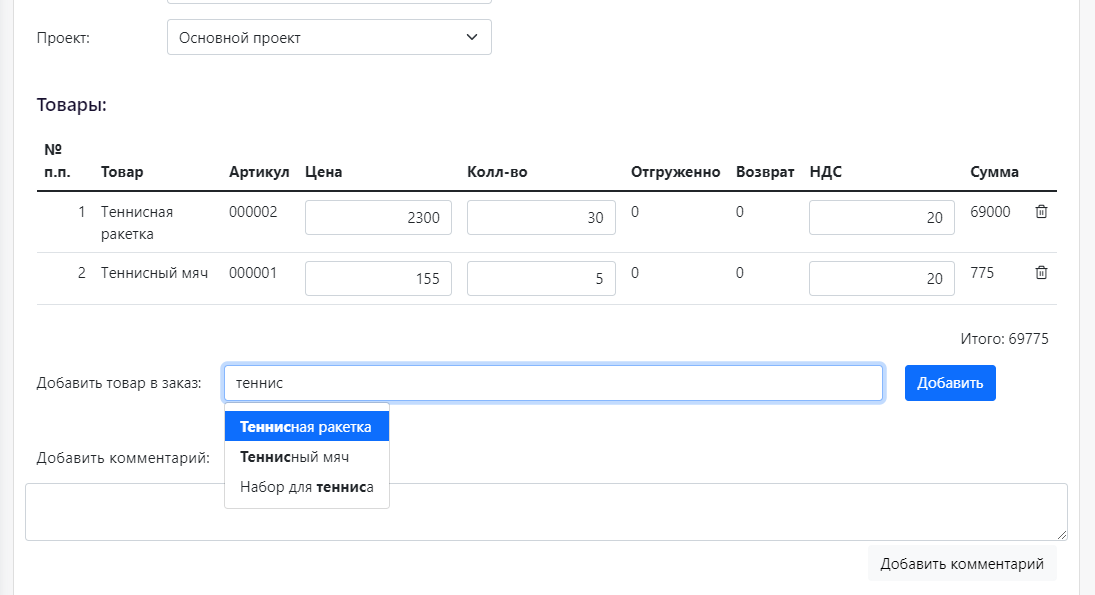 Проект: Основной проект
Товары:
№
п.п. Товар Артикул Цена Колл-во Отгруженно Возврат НДС Сумма
1 Теннисная 000002 2300 30 0 0 20 69000
ракетка
2 Теннисный мяч 000001 155 5 0 0 20 775
Итого: 69775
Добавить товар в заказ: теннис Добавить
Теннисная ракетка
Добавить комментарий: Теннисный мяч
Набор для тенниса
Добавить комментарий